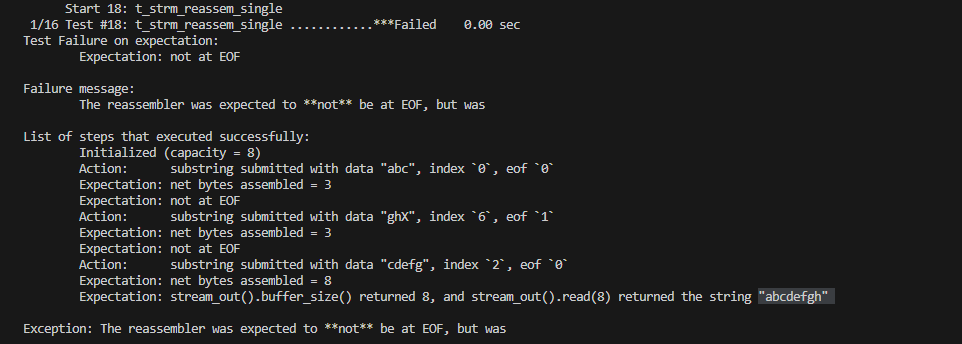 Start 18: t_strm_reassem_single
1/16 Test #18: t_strm_reassem_single ............***Failed    0.00 sec
Test Failure on expectation:
        Expectation: not at EOF
Failure message:
        The reassembler was expected to **not** be at EOF, but was
List of steps that executed successfully:
        Initialized (capacity = 8)
        Action:      substring submitted with data "abc", index `0`, eof `0`
        Expectation: net bytes assembled = 3
        Expectation: not at EOF
        Action:      substring submitted with data "ghX", index `6`, eof `1`
        Expectation: net bytes assembled = 3
        Expectation: not at EOF
        Action:      substring submitted with data "cdefg", index `2`, eof `0`
        Expectation: net bytes assembled = 8
        Expectation: stream_out().buffer_size() returned 8, and stream_out().read(8) returned the string "abcdefgh"
Exception: The reassembler was expected to **not** be at EOF, but was